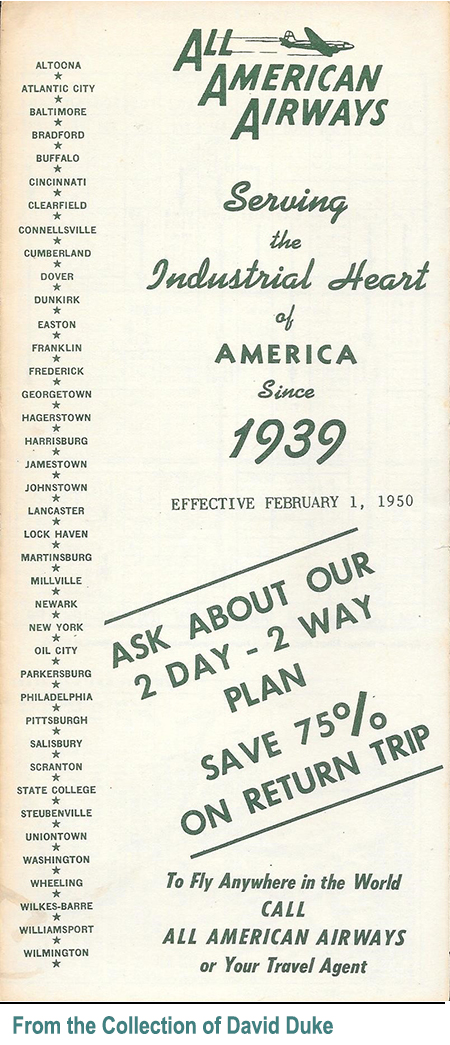 ALTOONA
★
ATLANTIC CITY
★
BALTIMORE
★
BRADFORD
★
BUFFALO
★
CINCINNATI
★
CLEARFIELD
★
CONNELLSVILLE
★
CUMBERLAND
★
DOVER
★
DUNKIRK
★
EASTON
★
FRANKLIN
★
FREDERICK
★
GEORGETOWN
★
HAGERSTOWN
★
HARRISBURG
★
JAMESTOWN
★
JOHNSTOWN
★
LANCASTER
★
LOCK HAVEN
★
MARTINSBURG
★
MILLVILLE
★
NEWARK
★
NEW YORK
★
OIL CITY
★
PARKERSBURG
★
PHILADELPHIA
★
PITTSBURGH
★
SALISBURY
★
SCRANTON
★
STATE COLLEGE
★
STEUBENVILLE
★
UNIONTOWN
★
WASHINGTON
★
WHEELING
★
WILKES-BARRE
★
WILLIAMSPORT
★
WILMINGTON
★
ALL
AMERICAN
AIRWAYS
Serving
the
Industrial Heart
of
AMERICA
Since
1939
EFFECTIVE FEBRUARY 1, 1950
ASK ABOUT OUR
2 DAY - 2 WAY
PLAN
SAVE 75%
ON RETURN TRIP
To Fly Anywhere in the World
CALL
ALL AMERICAN AIRWAYS
or Your Travel Agent
From the Collection of David Duke